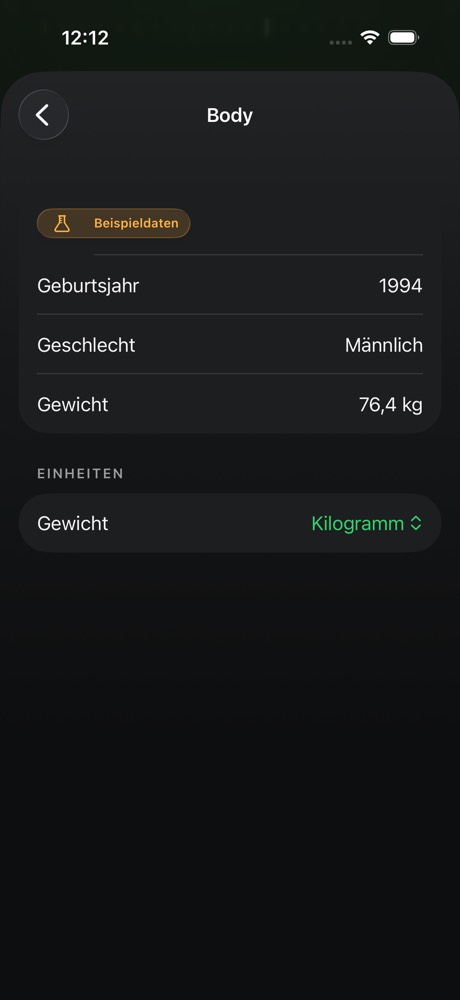 12:12
Body
Beispieldaten
Geburtsjahr 1994
Geschlecht Männlich
Gewicht 76,4 kg
EINHEITEN
Gewicht Kilogramm